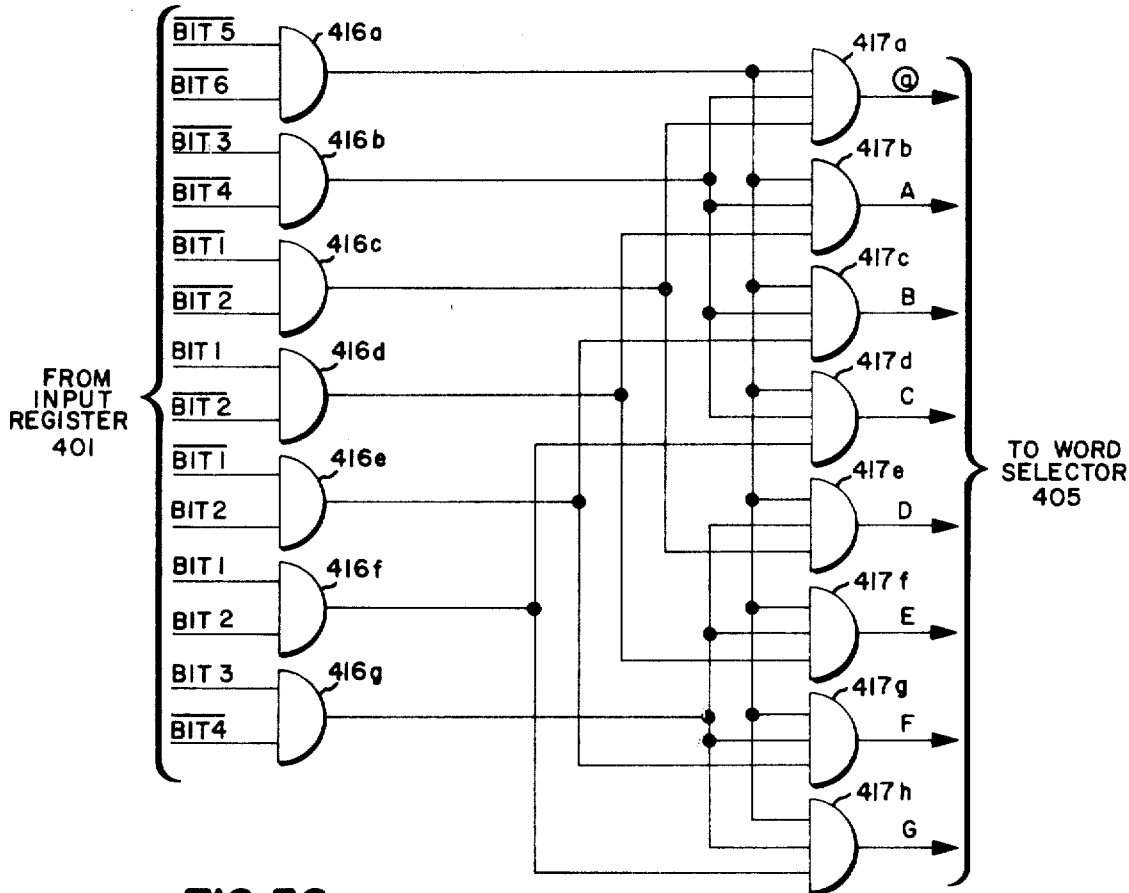 BIT 5
BIT 6
416a
BIT 3
BIT 4
416b
BIT 1
BIT 2
416c
BIT 1
BIT 2
416d
BIT 1
BIT 2
416e
BIT 1
BIT 2
416f
BIT 3
BIT 4
416g
FROM
INPUT
REGISTER
401
417a
@
417b
A
417c
B
417d
C
417e
D
417f
E
417g
F
417h
G
TO WORD
SELECTOR
405